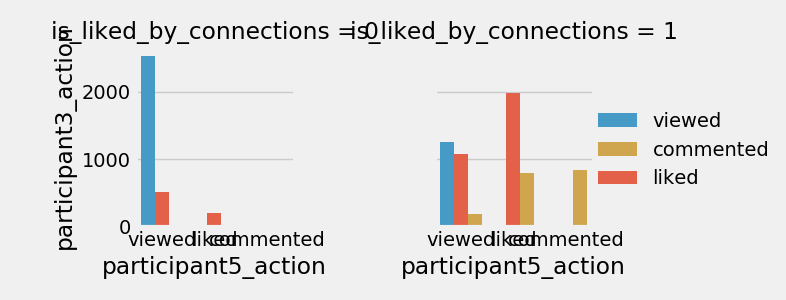 is_liked_by_connections = 0
is_liked_by_connections = 1
participant3_action
2000
1000
0
viewed
liked
commented
participant5_action
viewed
liked
commented
participant5_action
viewed
commented
liked